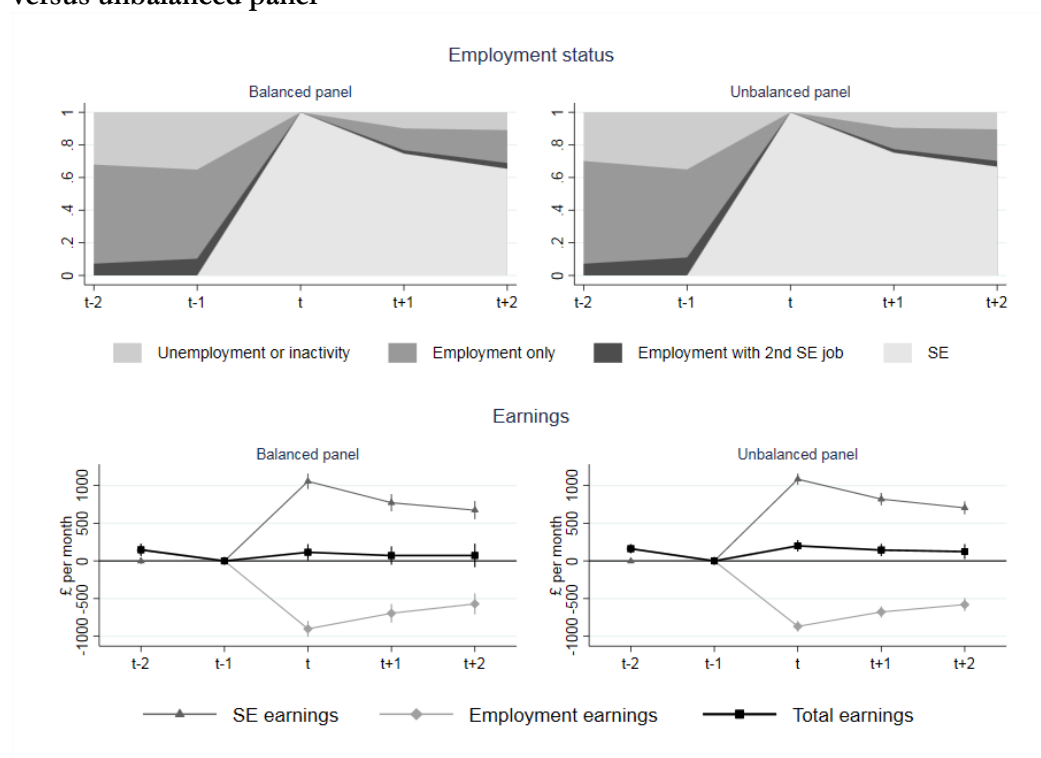 versus unbalanced panel
Employment status
Balanced panel
Unbalanced panel
1
.8
.6
.4
.2
0
t-2 t-1 t t+1 t+2
1
.8
.6
.4
.2
0
t-2 t-1 t t+1 t+2
Unemployment or inactivity Employment only Employment with 2nd SE job SE
Earnings
Balanced panel
Unbalanced panel
£ per month
1000
500
0
-500
-1000
t-2 t-1 t t+1 t+2
£ per month
1000
500
0
-500
-1000
t-2 t-1 t t+1 t+2
SE earnings Employment earnings Total earnings